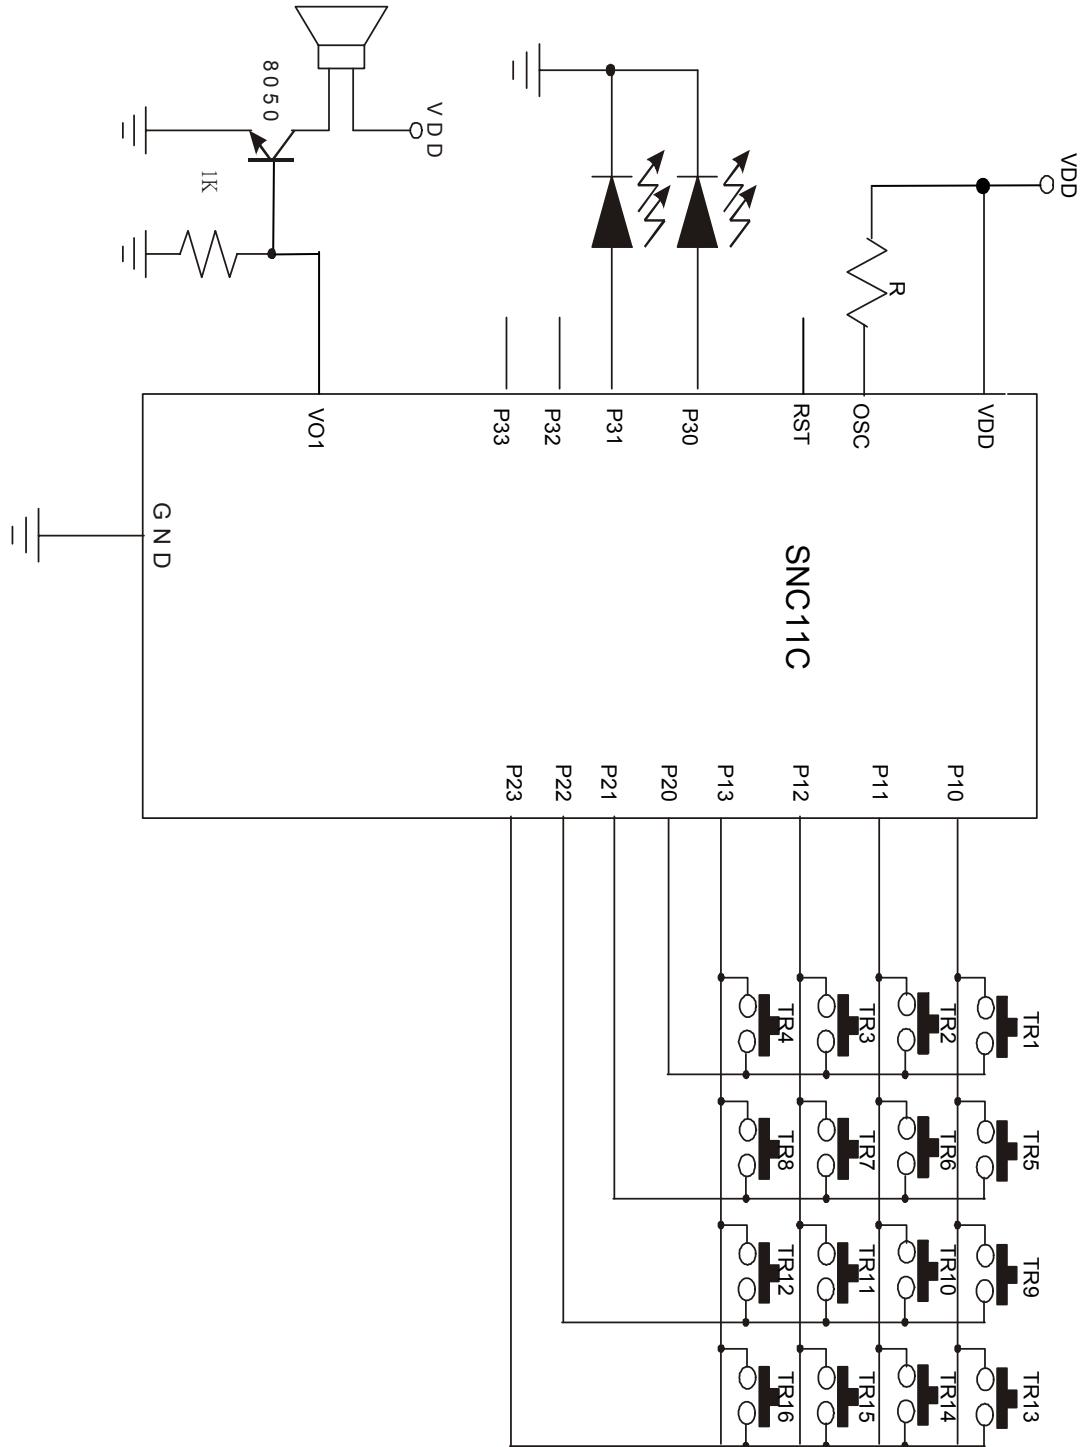 VDD
R
VDD
8050
1K
VDD
OSC
RST
P30
P31
P32
P33
VO1
GND
SNC11C
P10
P11
P12
P13
P20
P21
P22
P23
TR1
TR2
TR3
TR4
TR5
TR6
TR7
TR8
TR9
TR10
TR11
TR12
TR13
TR14
TR15
TR16